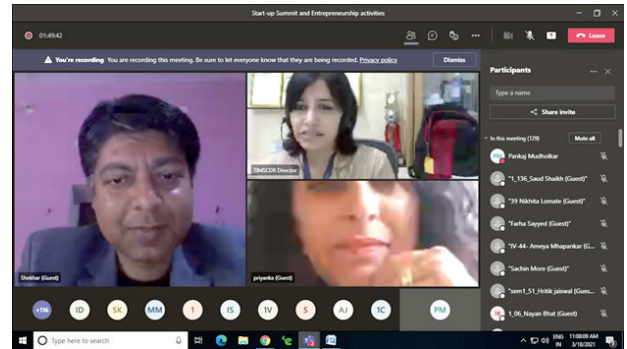 Start-up Summit and Entrepreneurship activities
01:49:42
Leave
You're recording You are recording this meeting. Be sure to let everyone know that they are being recorded. Privacy policy
Dismiss
Participants
Type a name
Share invite
In this meeting (129)
Mute all
PM Pankaj Mudholkar
"1_136_Saud Shaikh (Guest)"
"39 Nikhita Lomate (Guest)"
"Farha Sayyed (Guest)"
"IV-44- Ameya Mhapankar (G...
"Sachin More (Guest)"
"sem1_51_Hritik jaiswal (Gues...
1_06_Nayan Bhat (Guest)
TIMSCDR Director
Shekhar (Guest)
priyanka (Guest)
+116 ID SK MM 1 IS 1V S AJ 1C PM
Type here to search
ENG
IN
11:08:09 AM
3/18/2021